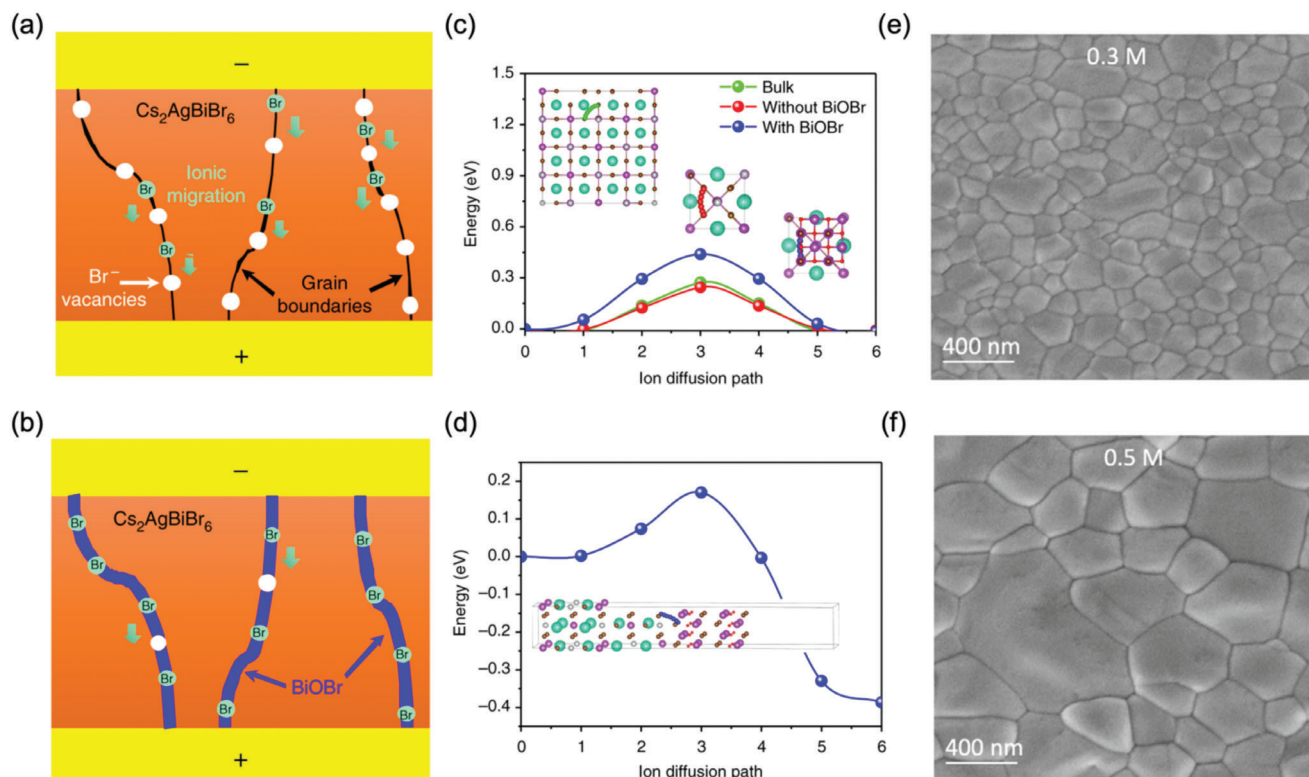 (a)
−
Cs2AgBiBr6
Br
Br
Br
Ionic
migration
Br
Br
Br
Br
Br−
vacancies
Grain
boundaries
+
(b)
−
Cs2AgBiBr6
Br
Br
Br
Br
Br
Br
Br
Br
Br
BiOBr
Br
Br
+
(c)
1.5
1.2
0.9
0.6
0.3
0.0
Energy (eV)
Bulk
Without BiOBr
With BiOBr
0 1 2 3 4 5 6
Ion diffusion path
(d)
0.2
0.1
0.0
−0.1
−0.2
−0.3
−0.4
Energy (eV)
0 1 2 3 4 5 6
Ion diffusion path
(e)
0.3 M
400 nm
(f)
0.5 M
400 nm